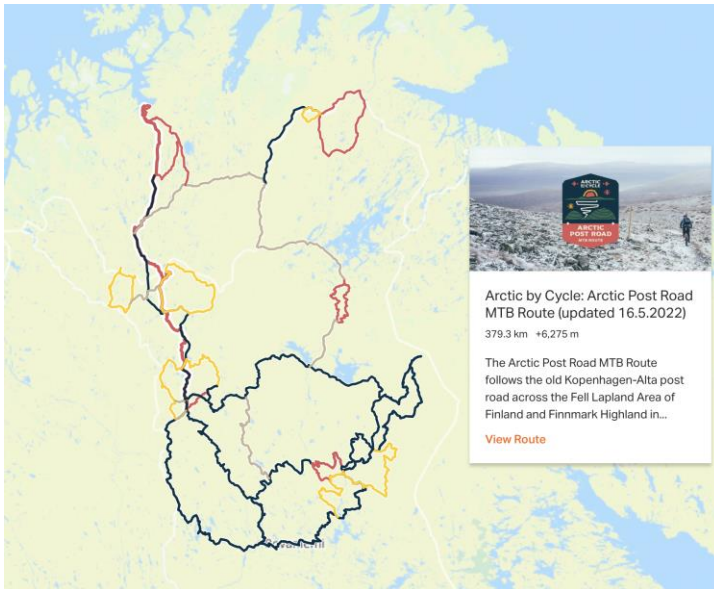 ARCTIC
BY CYCLE
ARCTIC
POST ROAD
MTB ROUTE
Arctic by Cycle: Arctic Post Road
MTB Route (updated 16.5.2022)
379.3 km +6,275 m
The Arctic Post Road MTB Route
follows the old Kopenhagen-Alta post
road across the Fell Lapland Area of
Finland and Finnmark Highland in...
View Route